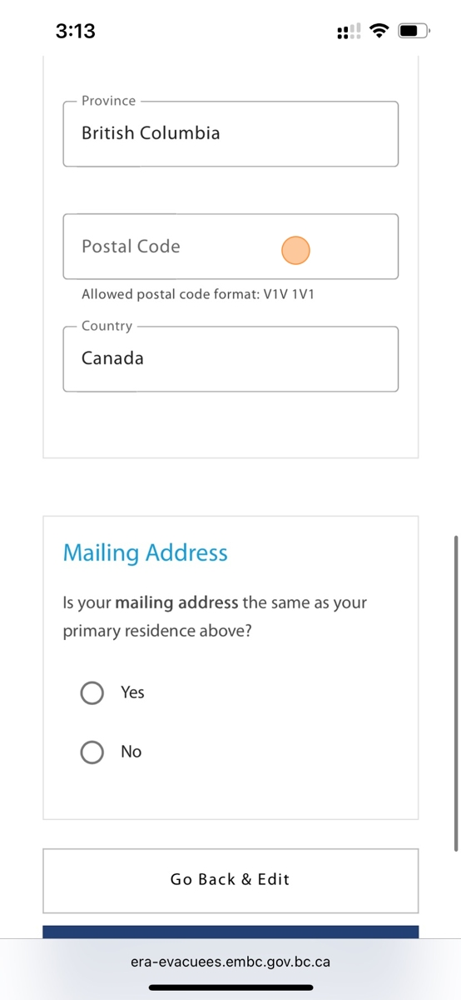 3:13
Province
British Columbia
Postal Code
Allowed postal code format: V1V 1V1
Country
Canada
Mailing Address
Is your mailing address the same as your
primary residence above?
Yes
No
Go Back & Edit
era-evacuees.embc.gov.bc.ca